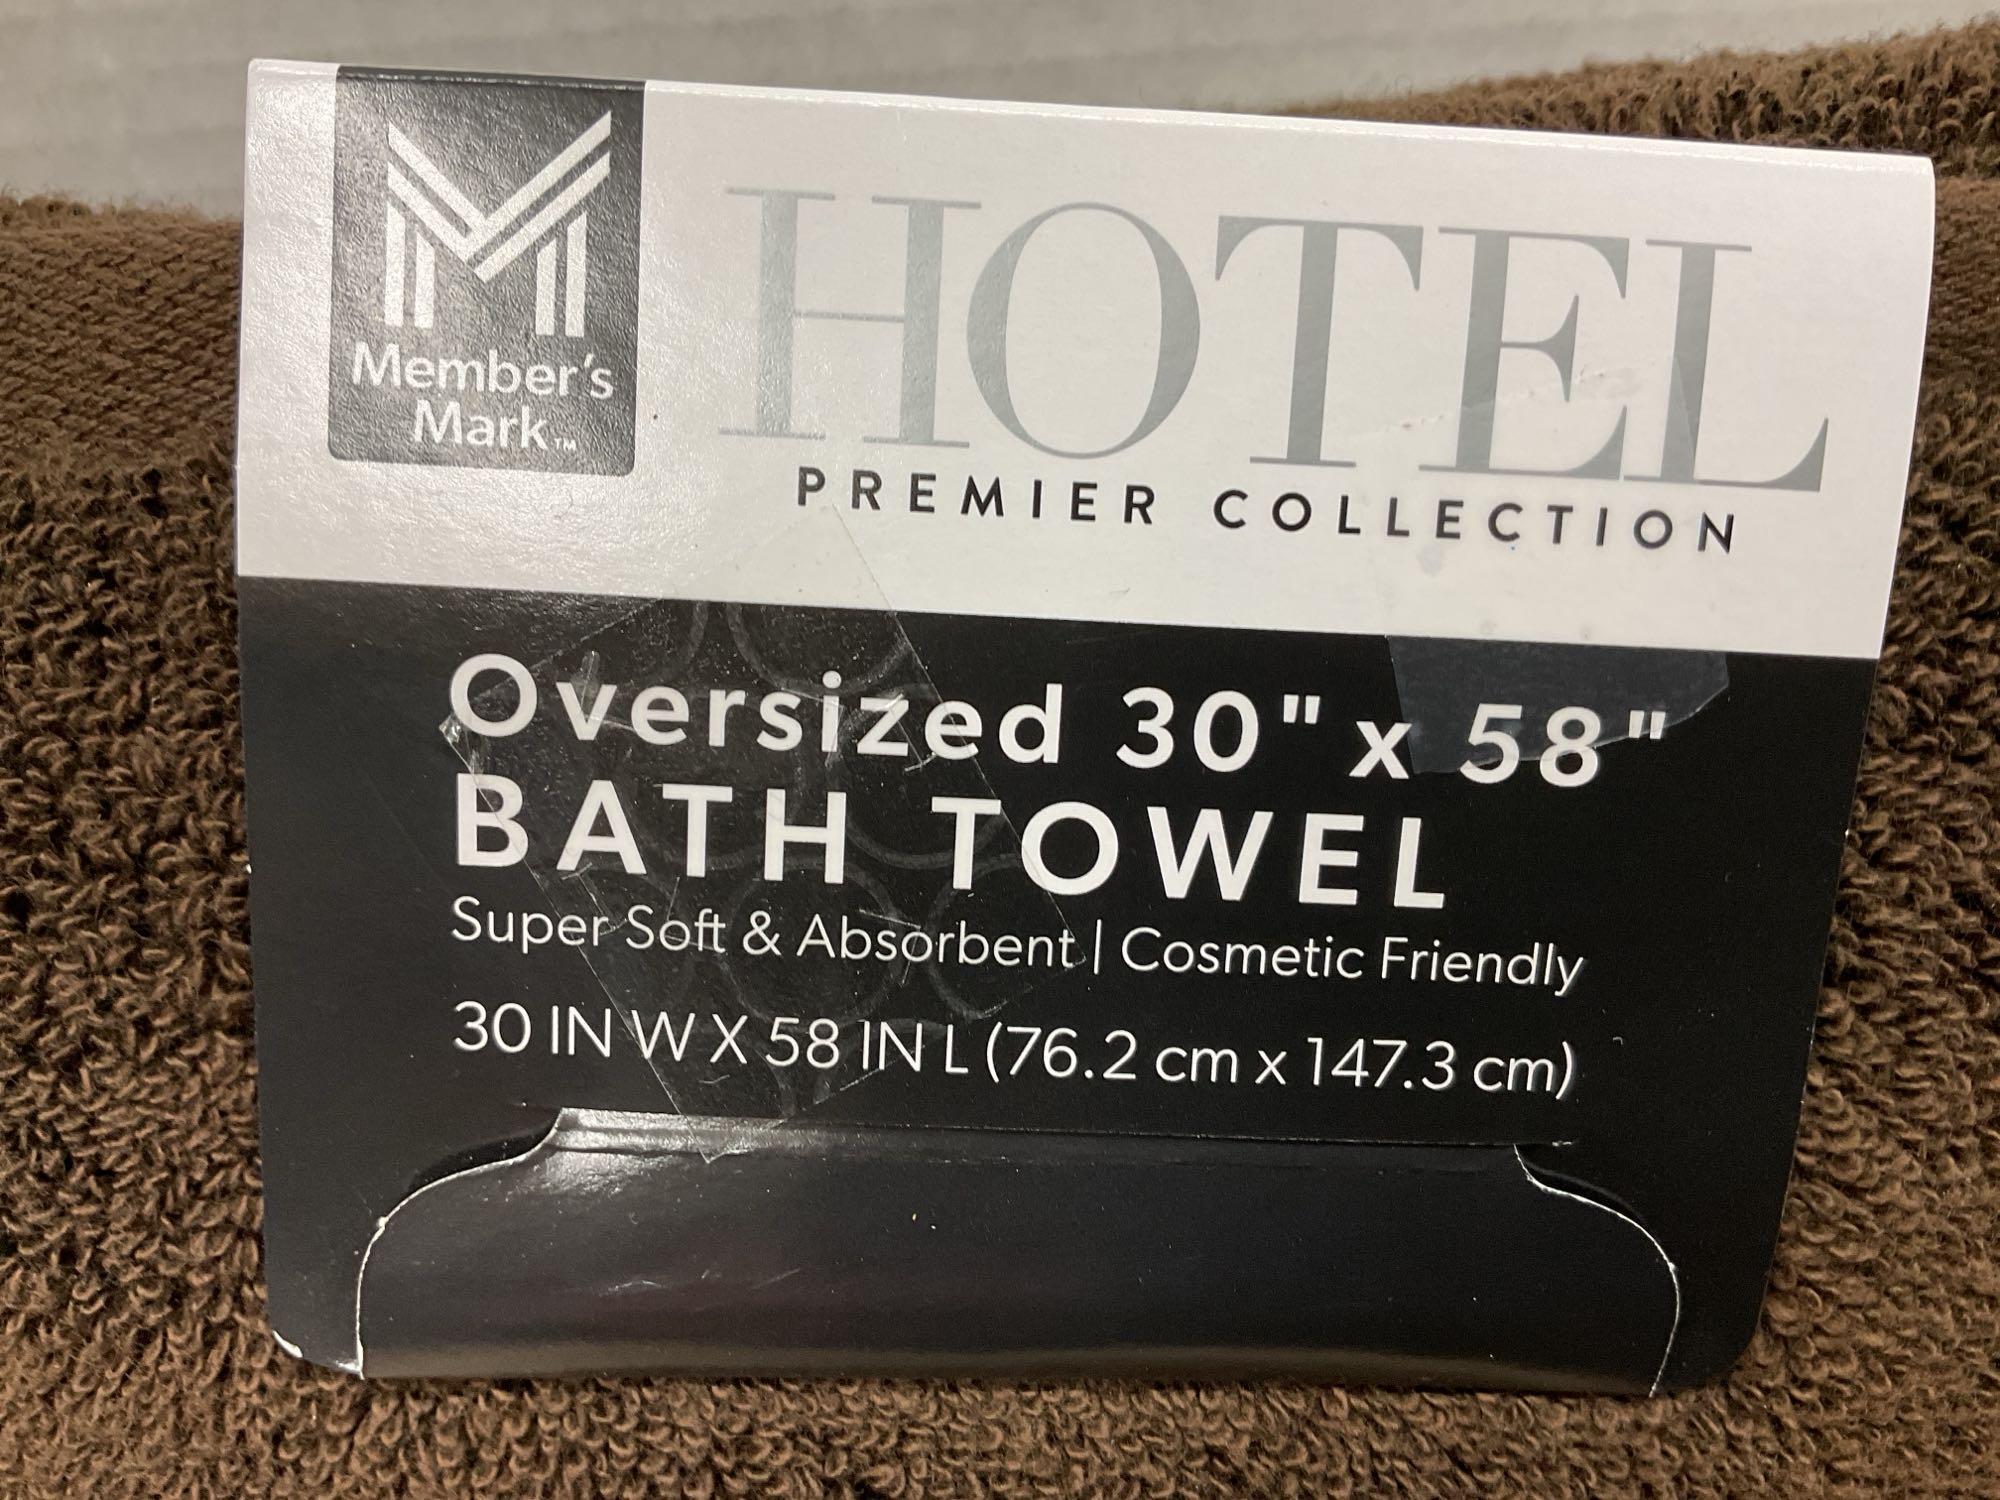 Member's
Mark™
HOTEL
PREMIER COLLECTION
Oversized 30" x 58"
BATH TOWEL
Super Soft & Absorbent | Cosmetic Friendly
30 IN W X 58 IN L (76.2 cm x 147.3 cm)